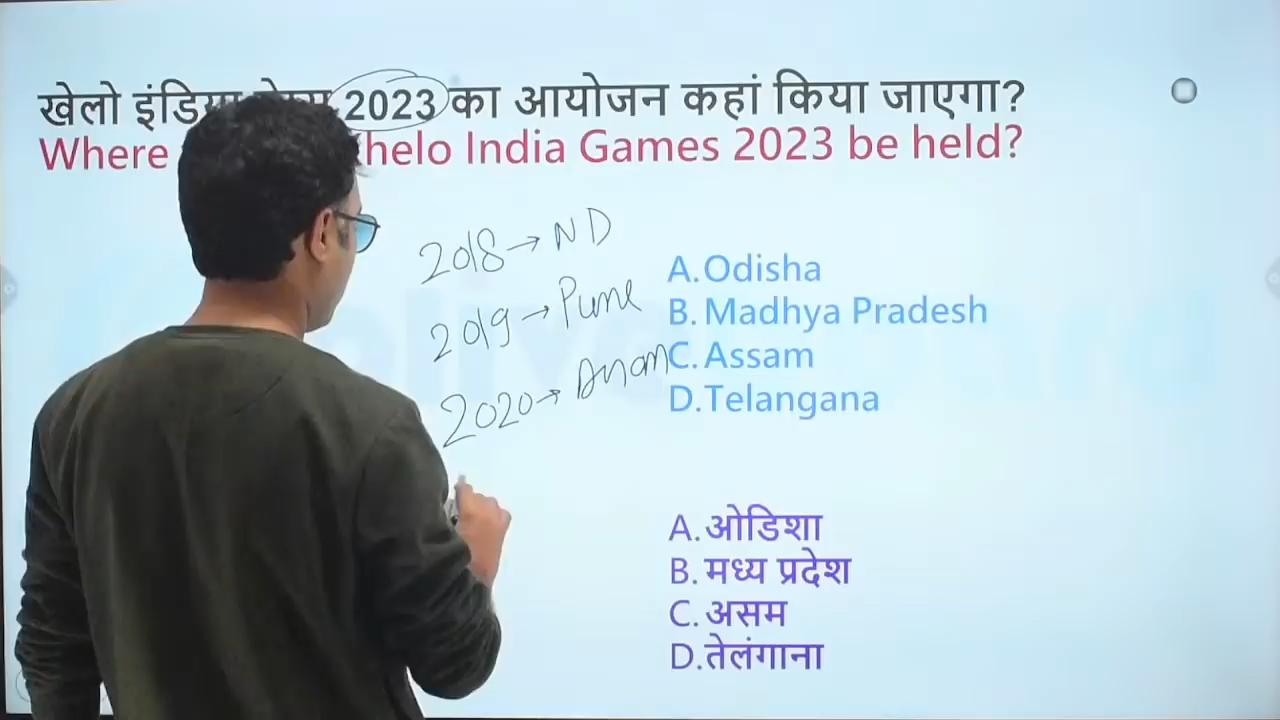 खेलो इंडिया 2023 का आयोजन कहां किया जाएगा?
Where Khelo India Games 2023 be held?
2018→ND
2019→Pune
2020→
A. Odisha
B. Madhya Pradesh
C. Assam
D. Telangana
A. ओडिशा
B. मध्य प्रदेश
C. असम
D. तेलंगाना